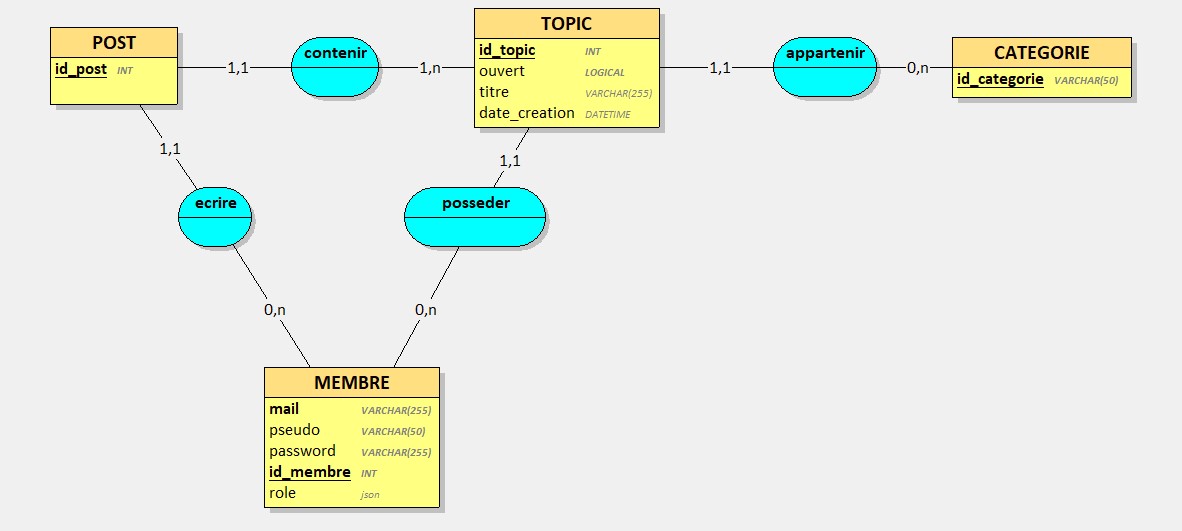 POST
id_post INT
1,1
contenir
1,n
TOPIC
id_topic INT
ouvert LOGICAL
titre VARCHAR(255)
date_creation DATETIME
1,1
appartenir
0,n
CATEGORIE
id_categorie VARCHAR(50)
1,1
1,1
ecrire
posseder
0,n
0,n
MEMBRE
mail VARCHAR(255)
pseudo VARCHAR(50)
password VARCHAR(255)
id_membre INT
role json